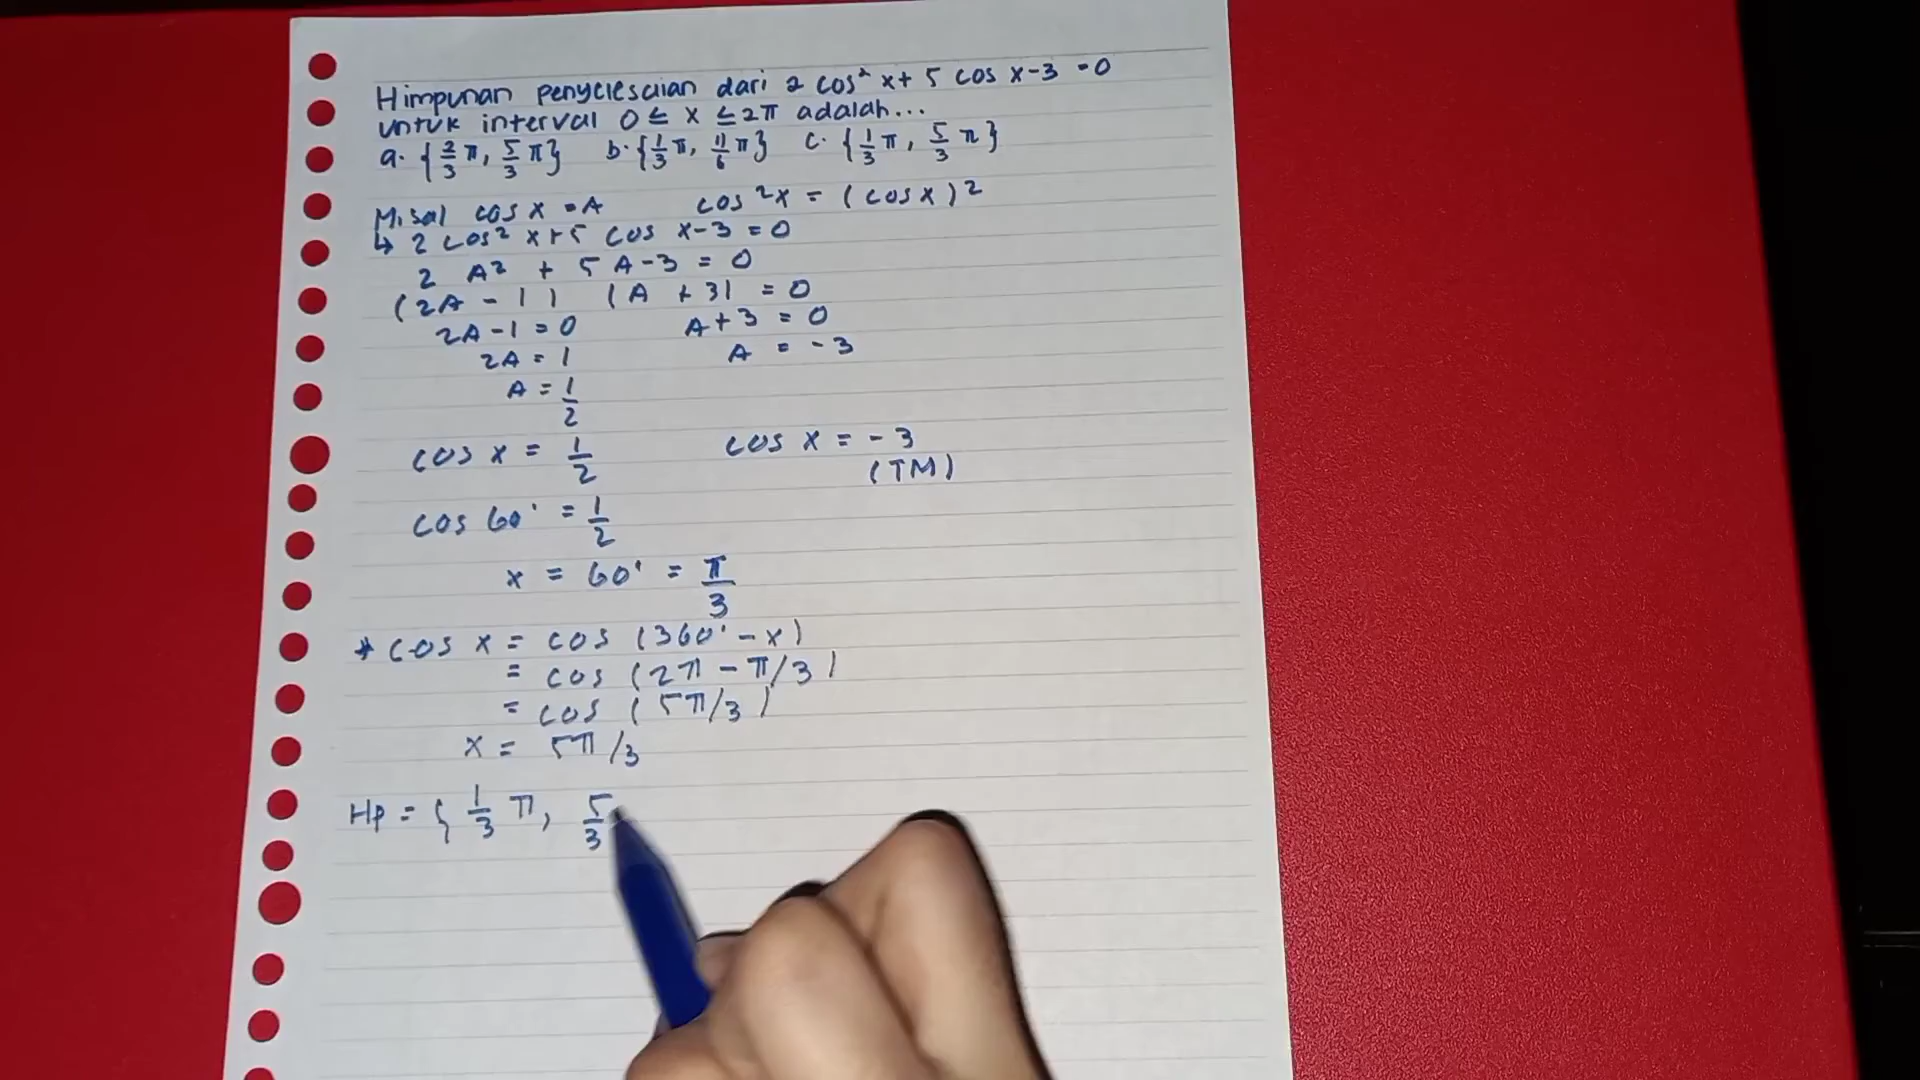 Himpunan penyelesaian dari 2 cos² x + 5 cos x - 3 = 0
untuk interval 0 ≤ x ≤ 2π adalah...
a. {2/3 π, 5/3 π} b. {1/3 π, 11/6 π} c. {1/3 π, 5/3 π}
Misal cos x = A cos ²x = (cos x)²
↳ 2 cos² x + 5 cos x - 3 = 0
2 A² + 5 A - 3 = 0
(2A - 1) (A + 3) = 0
2A - 1 = 0 A + 3 = 0
2A = 1 A = -3
A = 1/2
cos x = 1/2 cos x = -3
(TM)
cos 60° = 1/2
x = 60° = π/3
* cos x = cos (360° - x)
= cos (2π - π/3)
= cos (5π/3)
x = 5π/3
Hp = { 1/3 π, 5/3